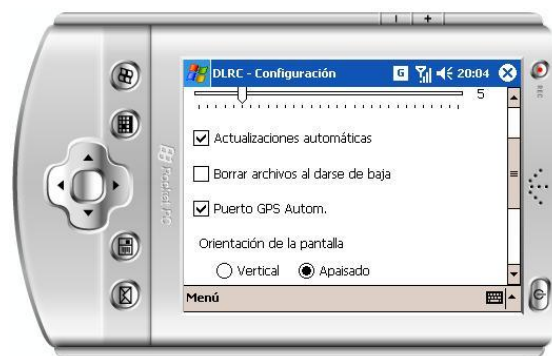 - +
DLRC - Configuración G 20:04
5
Actualizaciones automáticas
Borrar archivos al darse de baja
Puerto GPS Autom.
Orientación de la pantalla
Vertical Apaisado
Menú
Pocket PC
REC